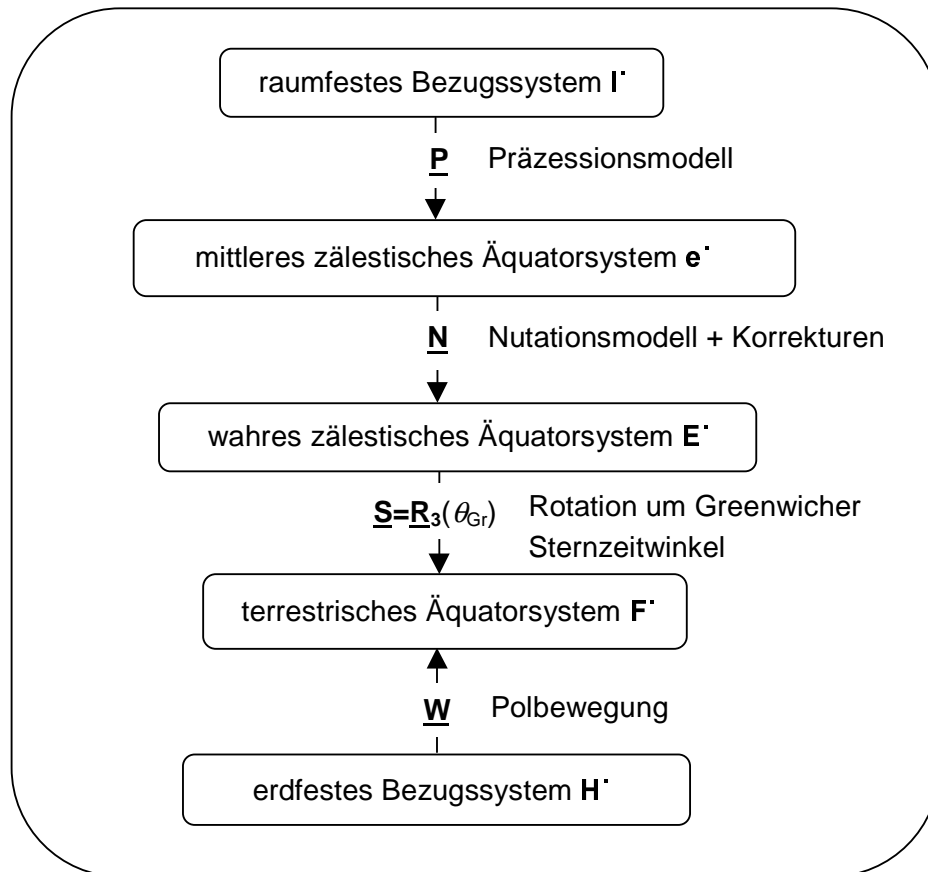 raumfestes Bezugssystem I˙
P Präzessionsmodell
mittleres zälestisches Äquatorsystem e˙
N Nutationsmodell + Korrekturen
wahres zälestisches Äquatorsystem E˙
S=R₃(θGr) Rotation um Greenwicher
Sternzeitwinkel
terrestrisches Äquatorsystem F˙
W Polbewegung
erdfestes Bezugssystem H˙